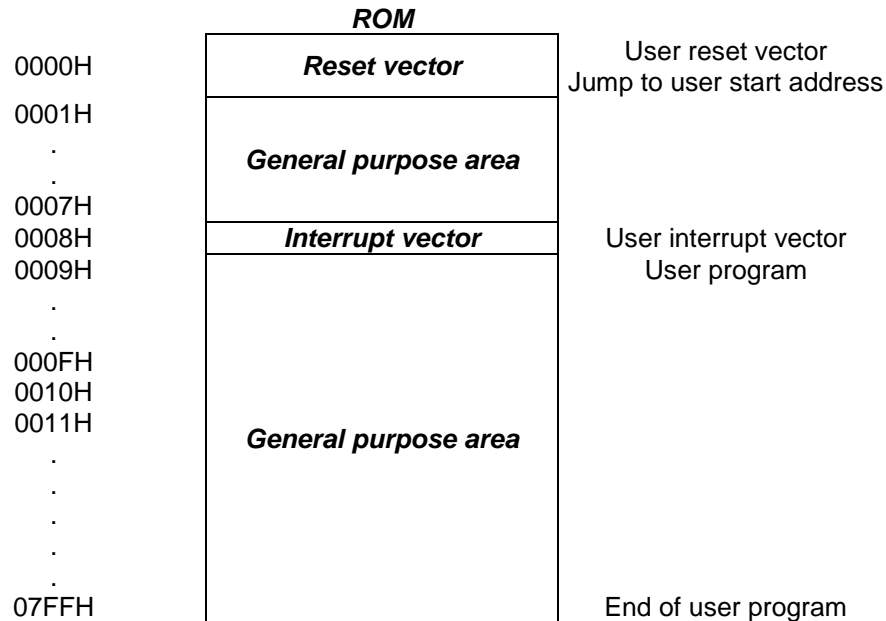 ROM
0000H Reset vector User reset vector
Jump to user start address
0001H
.
General purpose area
.
0007H
0008H Interrupt vector User interrupt vector
0009H User program
.
.
000FH
0010H
0011H
General purpose area
.
.
.
.
.
07FFH End of user program